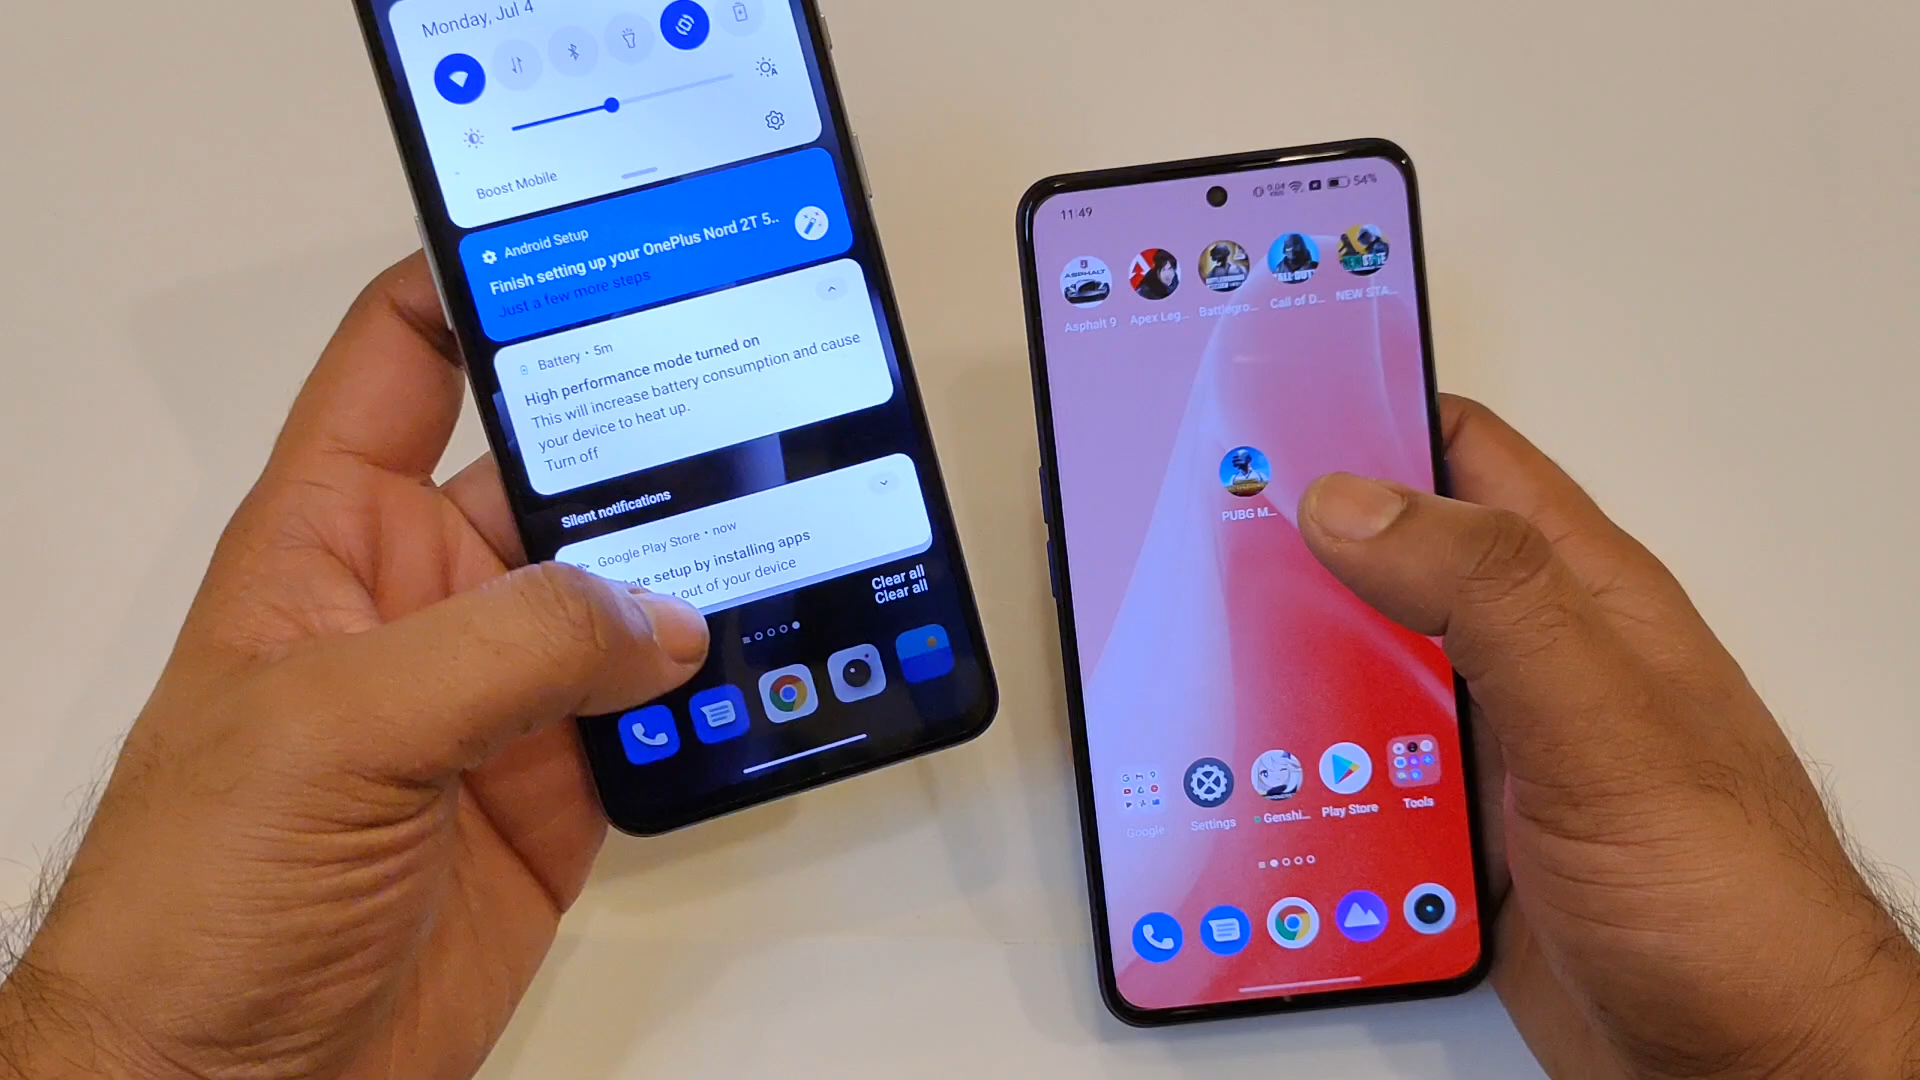 Monday, Jul 4
Boost Mobile
Android Setup
Finish setting up your OnePlus Nord 2T 5..
Just a few more steps
Battery • 5m
High performance mode turned on
This will increase battery consumption and cause
your device to heat up.
Turn off
Silent notifications
Google Play Store • now
setup by installing apps
out of your device
Clear all
Clear all
11:49
0.04
54%
ASPHALT
Asphalt 9
Apex Leg...
Battlegro...
Call of D...
NEW STA...
PUBG M...
Google
Settings
Genshi...
Play Store
Tools